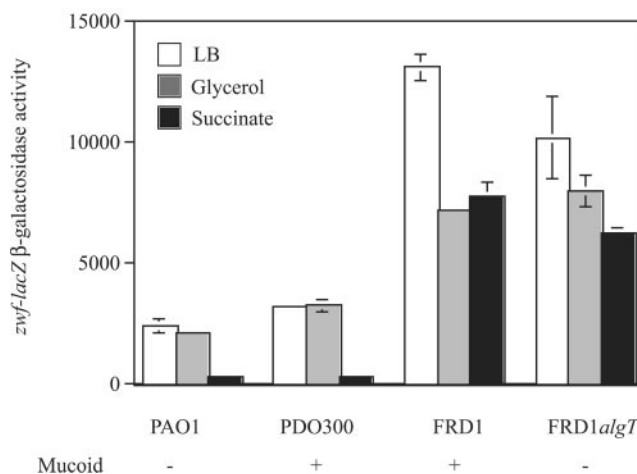 15000
LB
Glycerol
Succinate
10000
5000
0
zwf-lacZ β-galactosidase activity
PAO1 PDO300 FRD1 FRD1algT
Mucoid - + + -